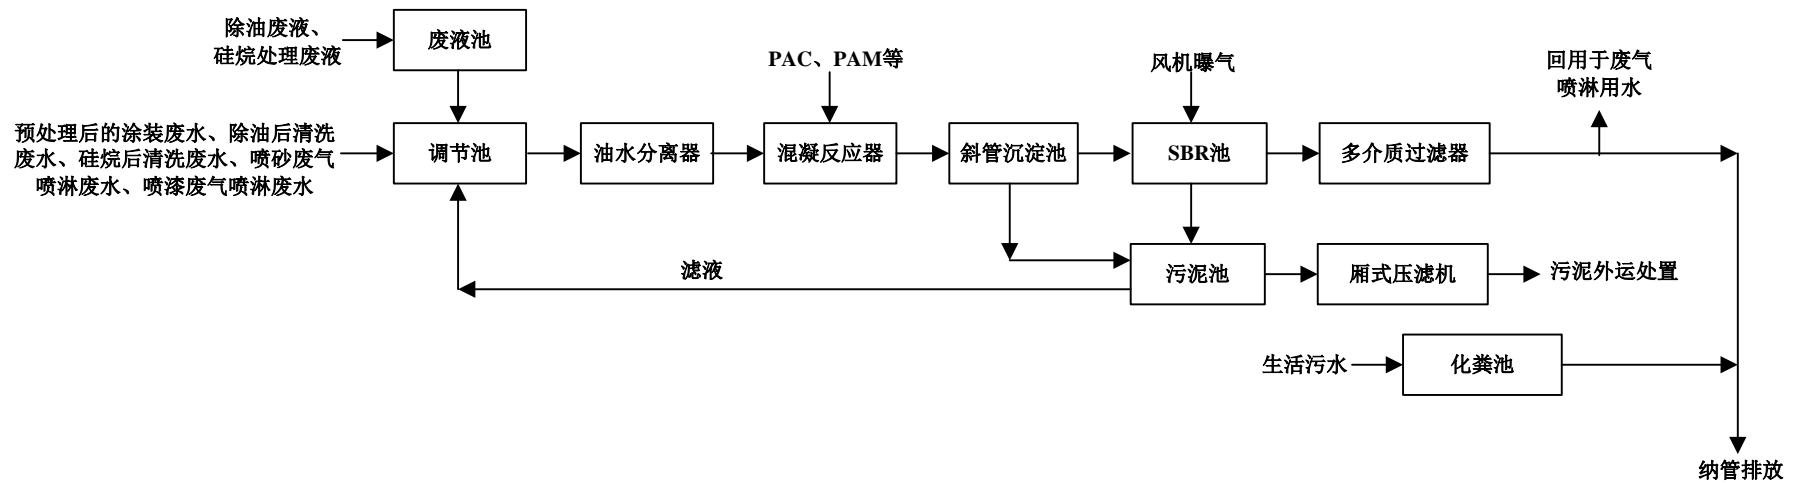 除油废液、
硅烷处理废液
废液池
PAC、PAM等
风机曝气
回用于废气
喷淋用水
预处理后的涂装废水、除油后清洗
废水、硅烷后清洗废水、喷砂废气
喷淋废水、喷漆废气喷淋废水
调节池
油水分离器
混凝反应器
斜管沉淀池
SBR池
多介质过滤器
滤液
污泥池
厢式压滤机
污泥外运处置
生活污水
化粪池
纳管排放